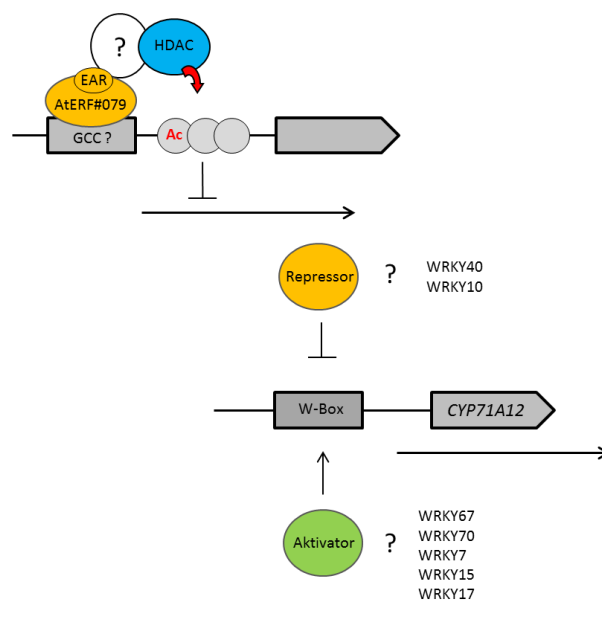 ?
HDAC
EAR
AtERF#079
GCC ?
Ac
Repressor
?
WRKY40
WRKY10
W-Box
CYP71A12
Aktivator
?
WRKY67
WRKY70
WRKY7
WRKY15
WRKY17